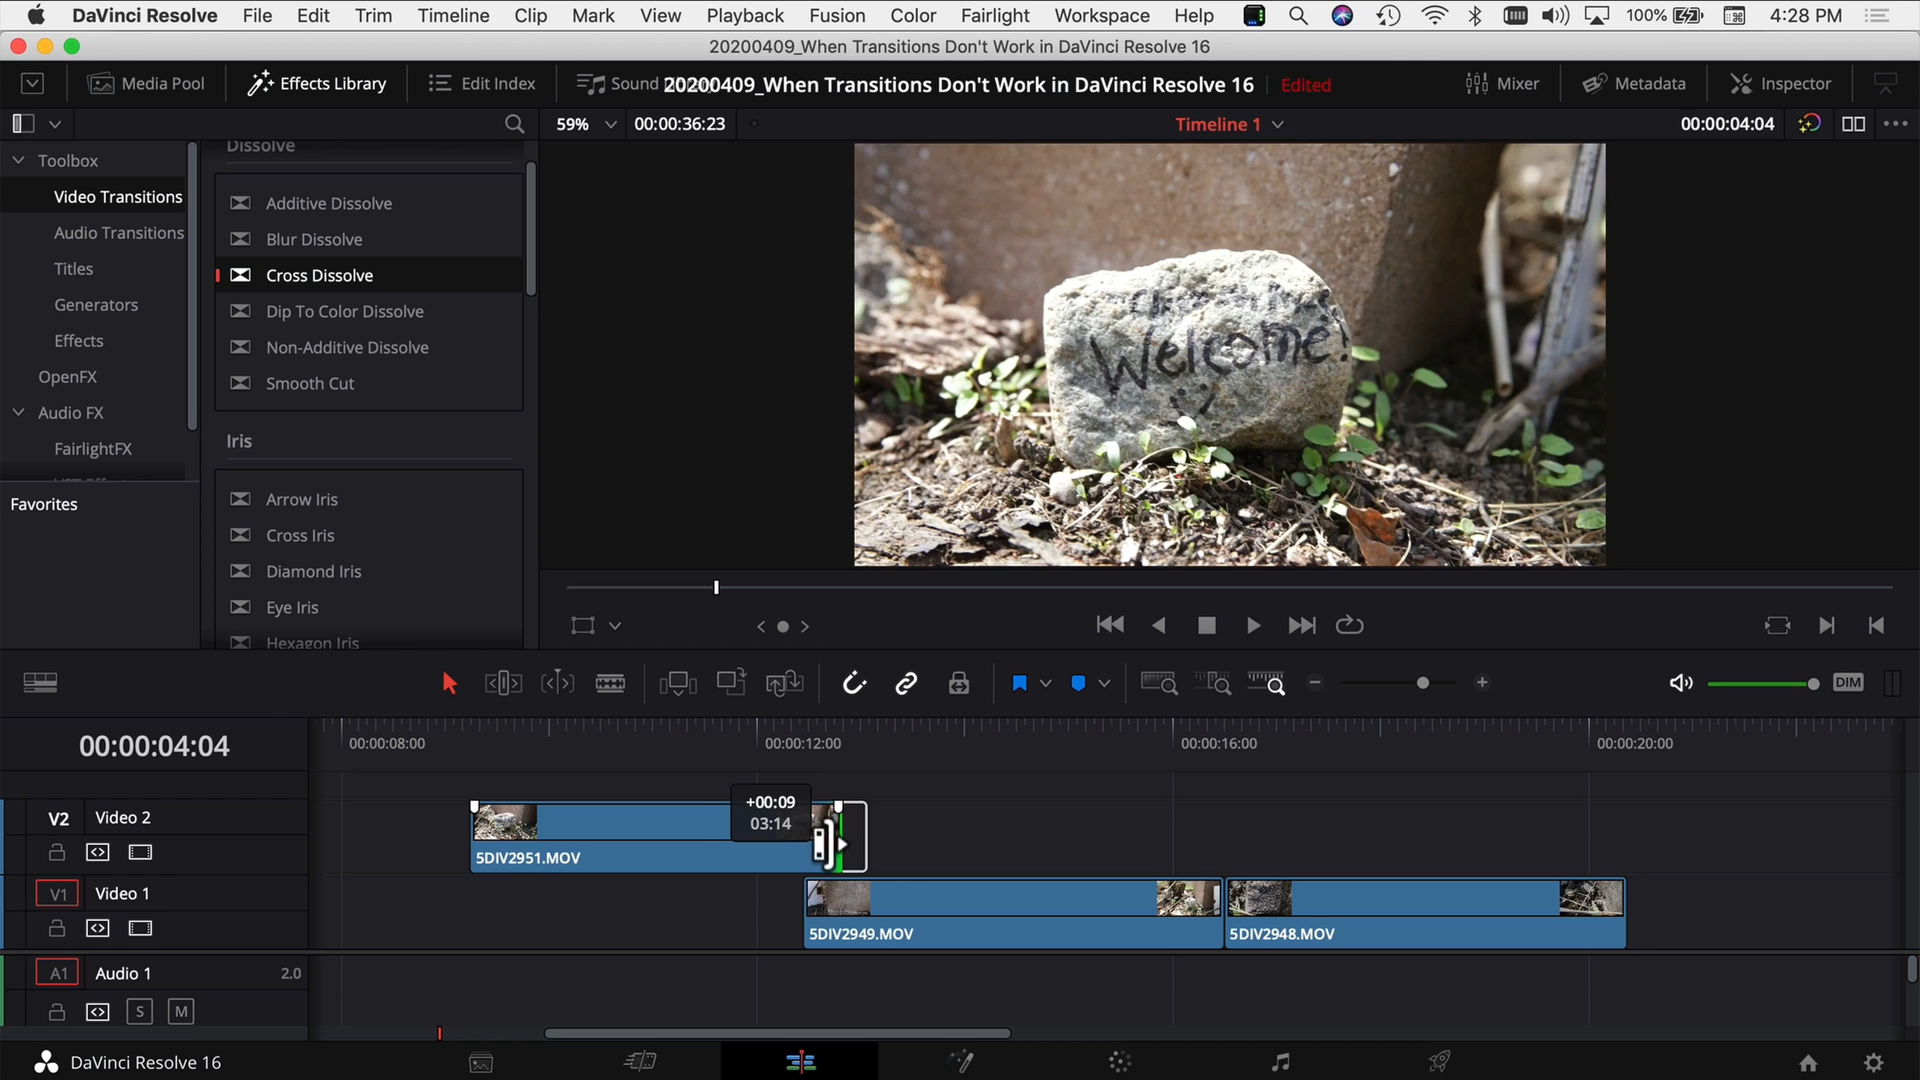 DaVinci Resolve File Edit Trim Timeline Clip Mark View Playback Fusion Color Fairlight Workspace Help 100% 4:28 PM
20200409_When Transitions Don't Work in DaVinci Resolve 16
Media Pool Effects Library Edit Index Sound 20200409_When Transitions Don't Work in DaVinci Resolve 16 Edited Mixer Metadata Inspector
59% 00:00:36:23 Timeline 1 00:00:04:04
Toolbox
Video Transitions
Audio Transitions
Titles
Generators
Effects
OpenFX
Audio FX
FairlightFX
Favorites
Dissolve
Additive Dissolve
Blur Dissolve
Cross Dissolve
Dip To Color Dissolve
Non-Additive Dissolve
Smooth Cut
Iris
Arrow Iris
Cross Iris
Diamond Iris
Eye Iris
Hexagon Iris
Welcome!
DIM
00:00:04:04
00:00:08:00 00:00:12:00 00:00:16:00 00:00:20:00
V2 Video 2
+00:09
03:14
5DIV2951.MOV
V1 Video 1
5DIV2949.MOV 5DIV2948.MOV
A1 Audio 1 2.0
S M
DaVinci Resolve 16